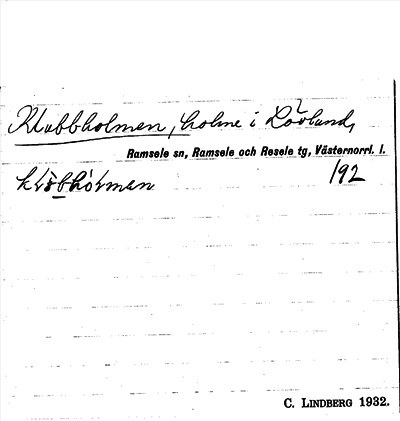 Klubbholmen, holme i Lövlund,
Ramsele sn, Ramsele och Resele tg, Västernorrl. l.
192
C. LINDBERG 1932.